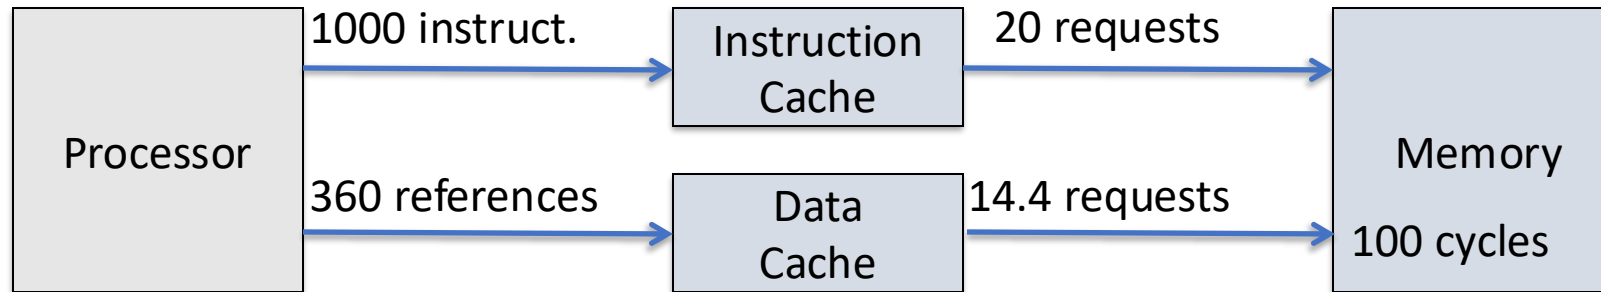 1000 instruct.
Instruction
Cache
20 requests
Processor
Memory
360 references
Data
Cache
14.4 requests
100 cycles